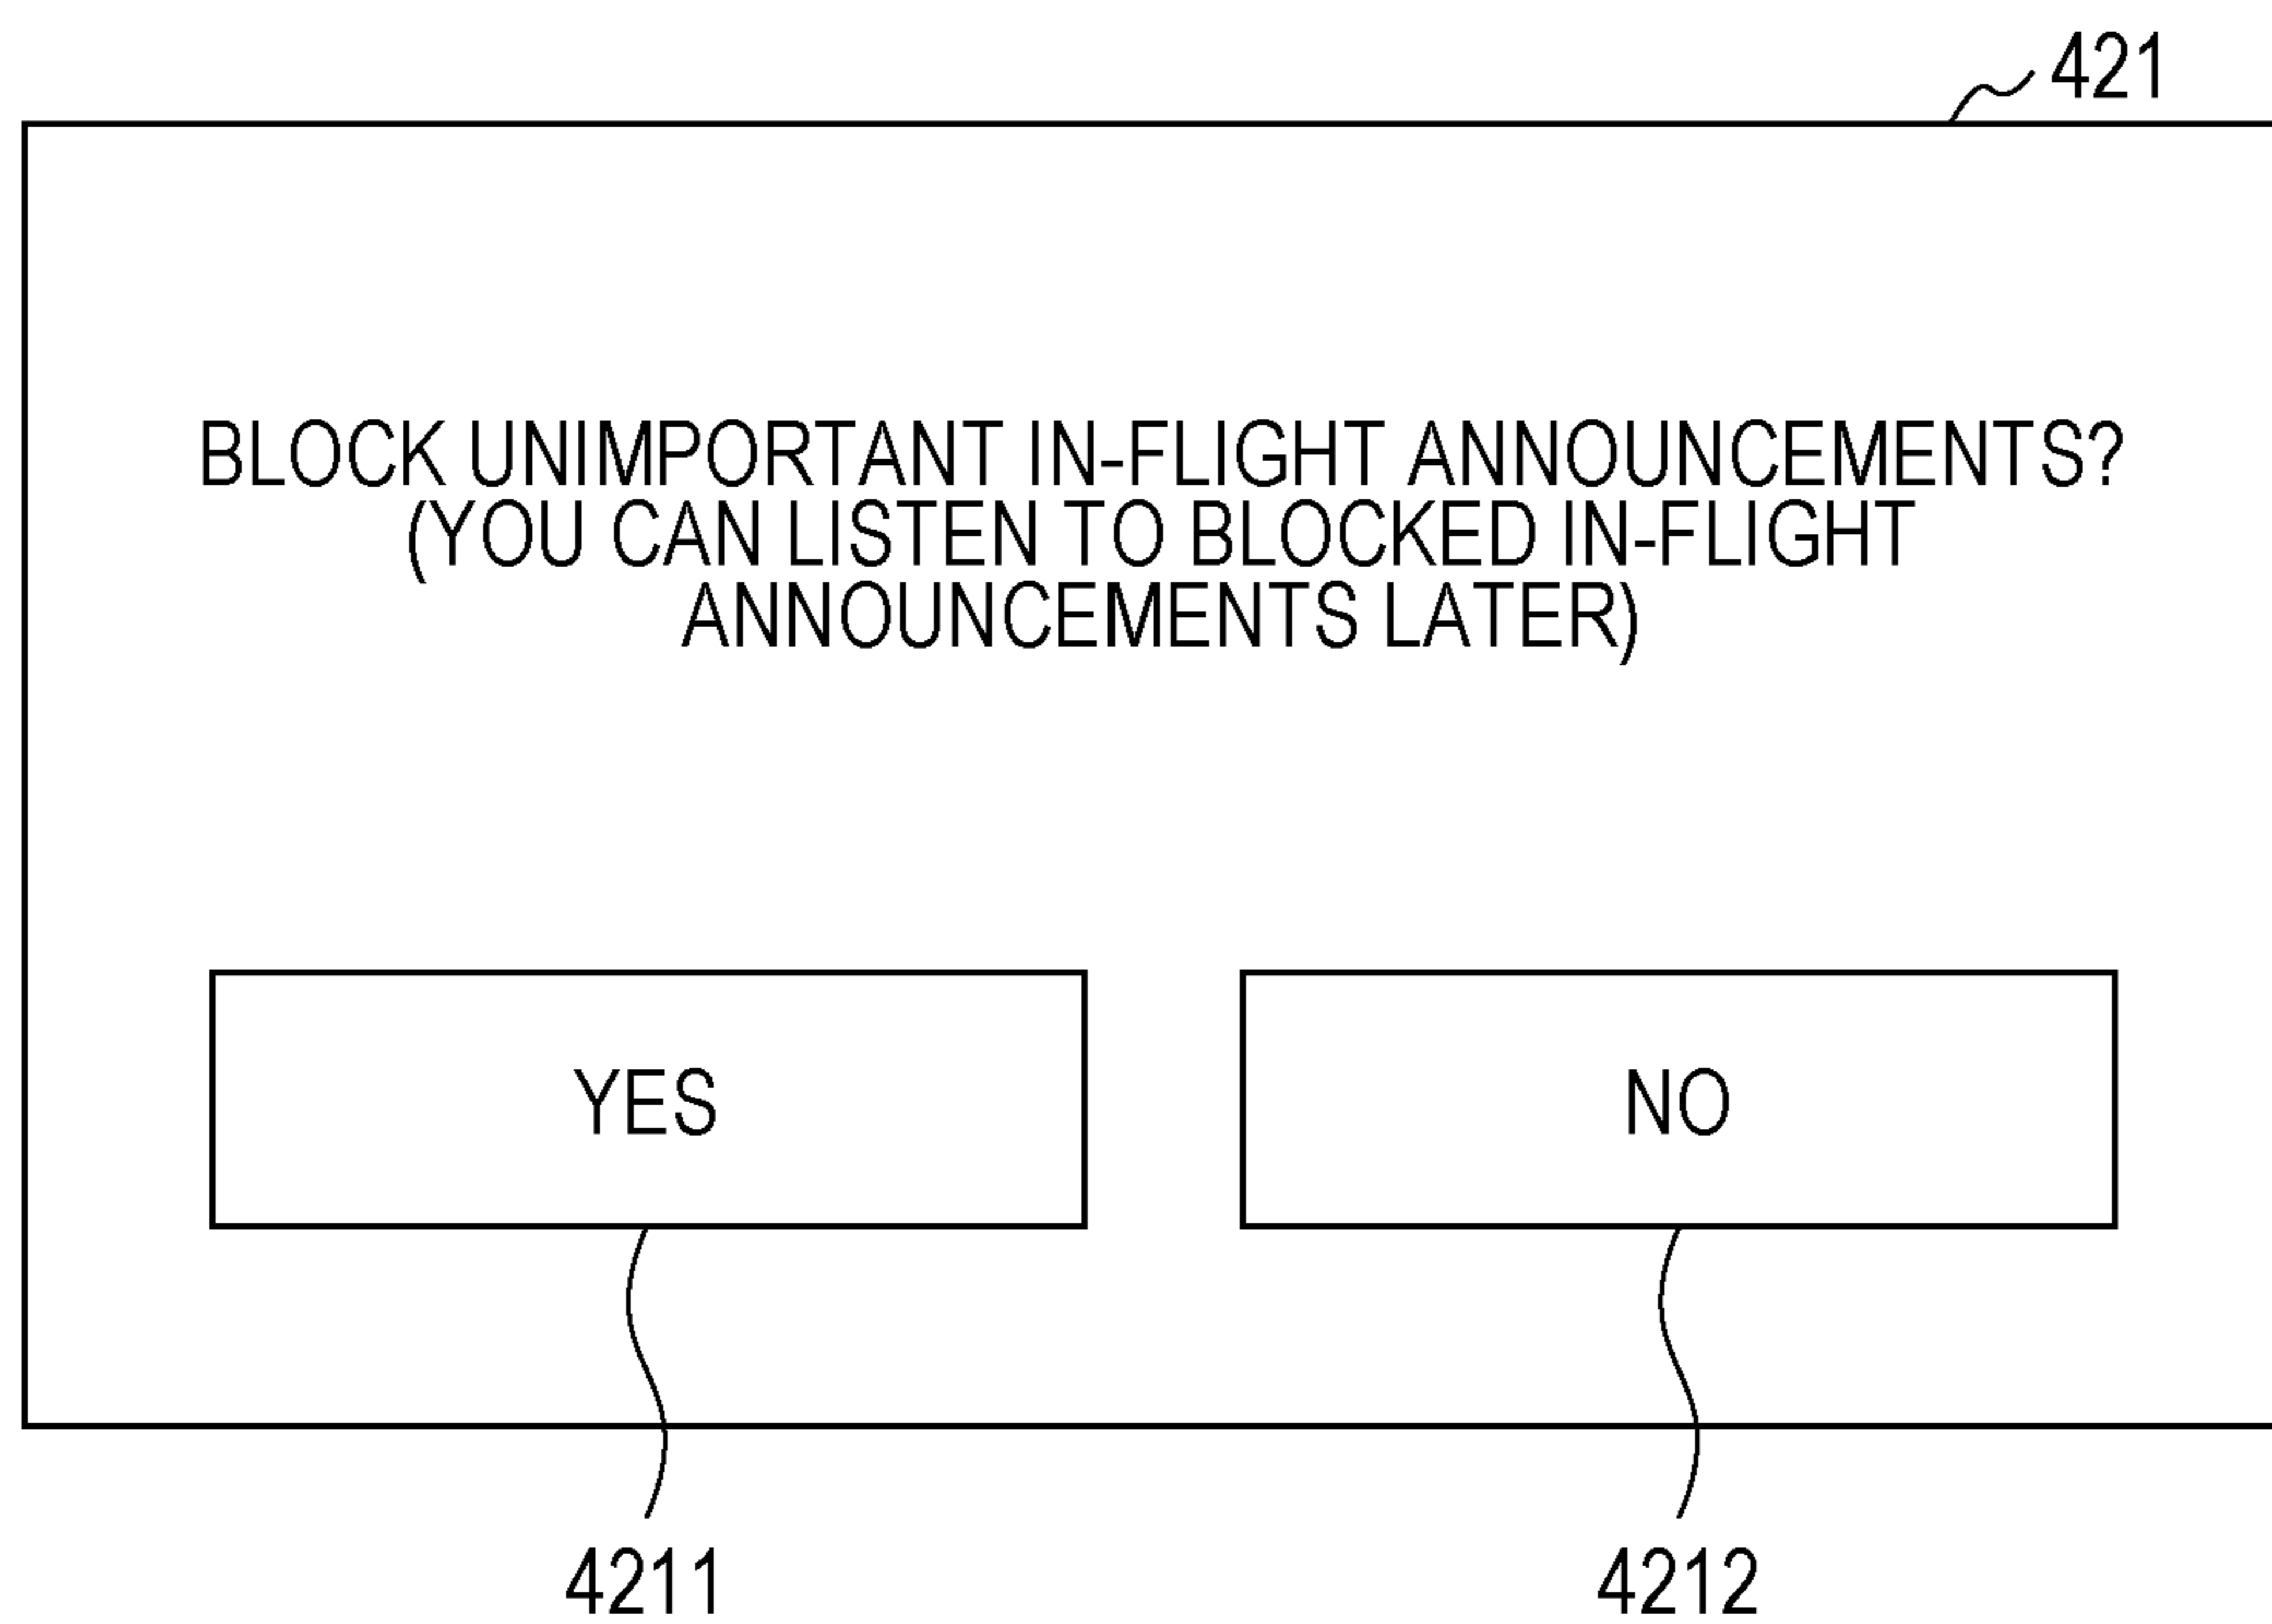 421
BLOCK UNIMPORTANT IN-FLIGHT ANNOUNCEMENTS?
(YOU CAN LISTEN TO BLOCKED IN-FLIGHT
ANNOUNCEMENTS LATER)
YES
NO
4211
4212